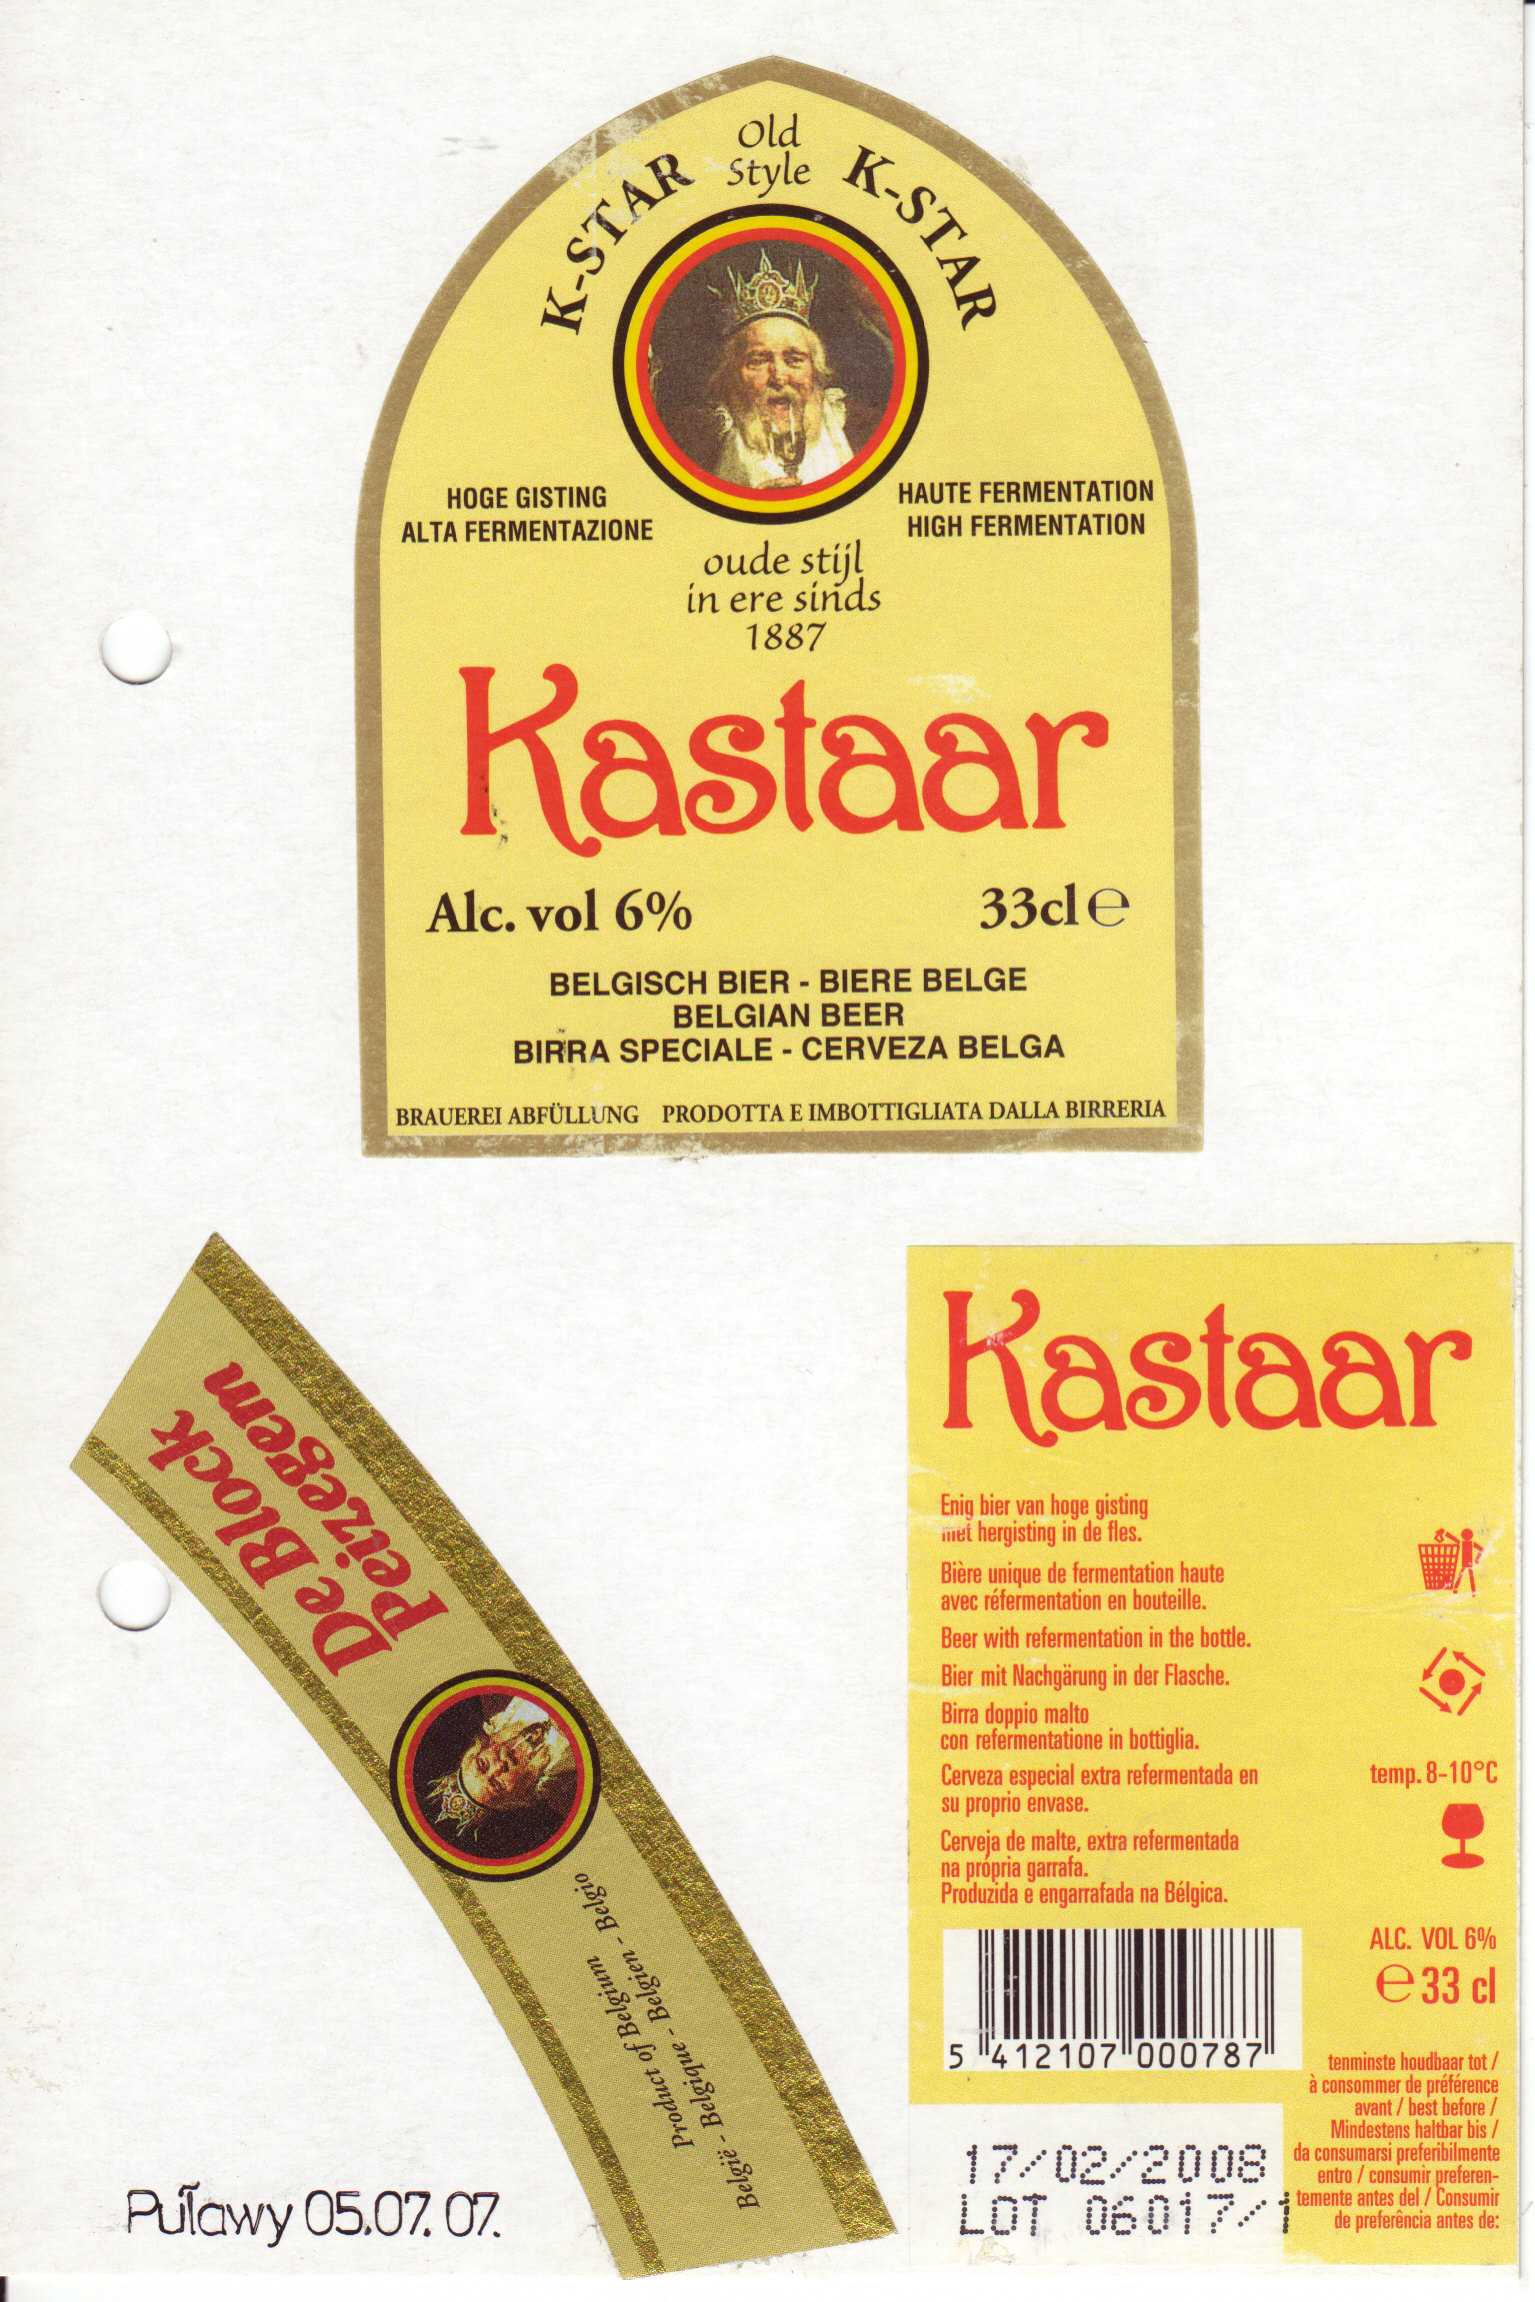 Old
Style
K-STAR K-STAR
HOGE GISTING
ALTA FERMENTAZIONE
HAUTE FERMENTATION
HIGH FERMENTATION
oude stijl
in ere sinds
1887
Kastaar
Alc. vol 6% 33cl e
BELGISCH BIER - BIERE BELGE
BELGIAN BEER
BIRRA SPECIALE - CERVEZA BELGA
BRAUEREI ABFÜLLUNG PRODOTTA E IMBOTTIGLIATA DALLA BIRRERIA
De Block
Peizegem
Product of Belgium
België - Belgique - Belgien - Belgio
Puławy 05.07.07.
Kastaar
Enig bier van hoge gisting
met hergisting in de fles.
Bière unique de fermentation haute
avec réfermentation en bouteille.
Beer with refermentation in the bottle.
Bier mit Nachgärung in der Flasche.
Birra doppio malto
con refermentatione in bottiglia.
Cerveza especial extra refermentada en
su proprio envase.
Cerveja de malte, extra refermentada
na própria garrafa.
Produzida e engarrafada na Bélgica.
temp. 8-10°C
ALC. VOL 6%
e 33 cl
5 412107 000787
tenminste houdbaar tot /
à consommer de préférence
avant / best before /
Mindestens haltbar bis /
da consumarsi preferibilmente
entro / consumir preferen-
temente antes del / Consumir
de preferência antes de:
17/02/2008
LOT 06017/1